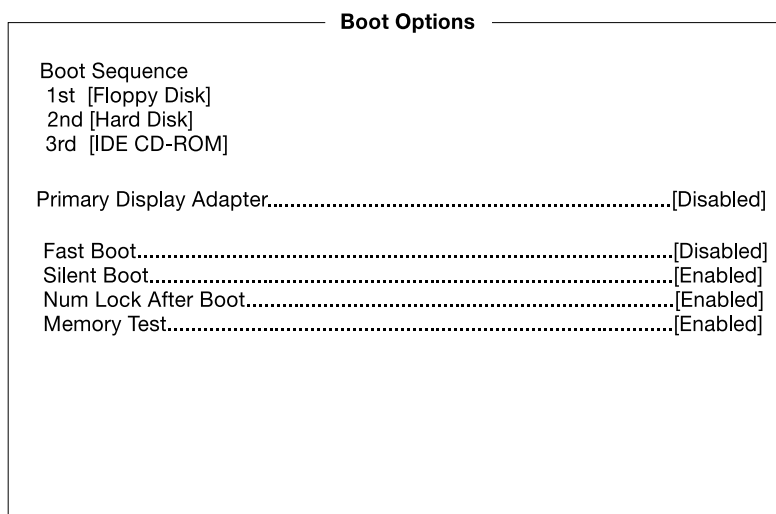 Boot Options
Boot Sequence
1st [Floppy Disk]
2nd [Hard Disk]
3rd [IDE CD-ROM]
Primary Display Adapter..................................................................[Disabled]
Fast Boot.........................................................................................[Disabled]
Silent Boot.......................................................................................[Enabled]
Num Lock After Boot.......................................................................[Enabled]
Memory Test....................................................................................[Enabled]